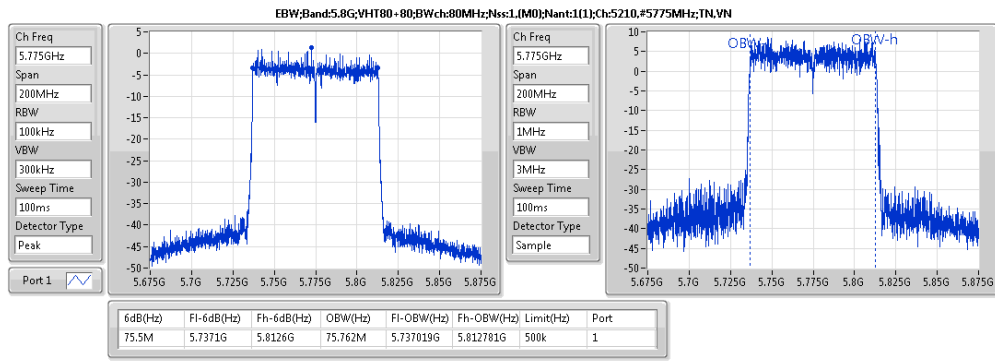 EBW;Band:5.8G;VHT80+80;BWch:80MHz;Nss:1,(M0);Nant:1(1);Ch:5210,#5775MHz;TN,VN
Ch Freq
5.775GHz
Span
200MHz
RBW
100kHz
VBW
300kHz
Sweep Time
100ms
Detector Type
Peak
Port 1
5
0
-5
-10
-15
-20
-25
-30
-35
-40
-45
-50
5.675G 5.7G 5.725G 5.75G 5.775G 5.8G 5.825G 5.85G 5.875G
Ch Freq
5.775GHz
Span
200MHz
RBW
1MHz
VBW
3MHz
Sweep Time
100ms
Detector Type
Sample
10
5
0
-5
-10
-15
-20
-25
-30
-35
-40
-45
-50
OBW
OBW-h
5.675G 5.7G 5.725G 5.75G 5.775G 5.8G 5.825G 5.85G 5.875G
6dB(Hz) Fl-6dB(Hz) Fh-6dB(Hz) OBW(Hz) Fl-OBW(Hz) Fh-OBW(Hz) Limit(Hz) Port
75.5M 5.7371G 5.8126G 75.762M 5.737019G 5.812781G 500k 1